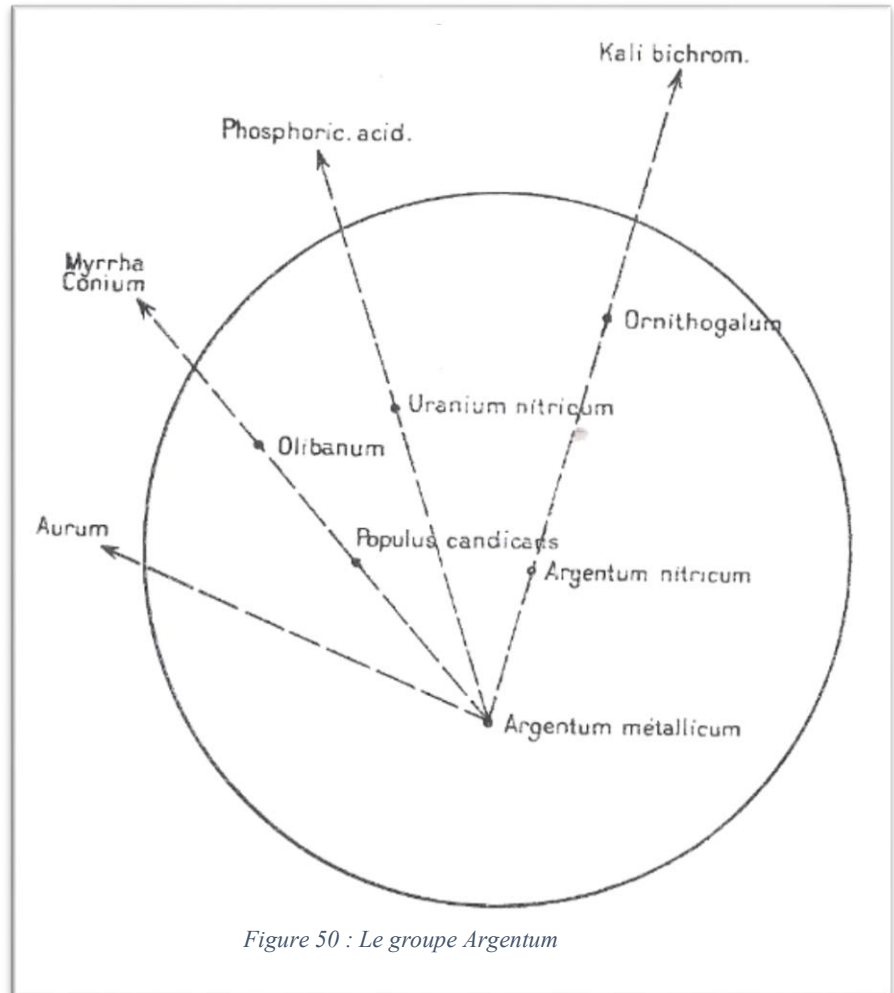 Kali bichrom.
Phosphoric. acid.
Myrrha
Conium
Ornithogalum
Uranium nitricum
Olibanum
Aurum
Populus candicans
Argentum nitricum
Argentum métallicum
Figure 50 : Le groupe Argentum